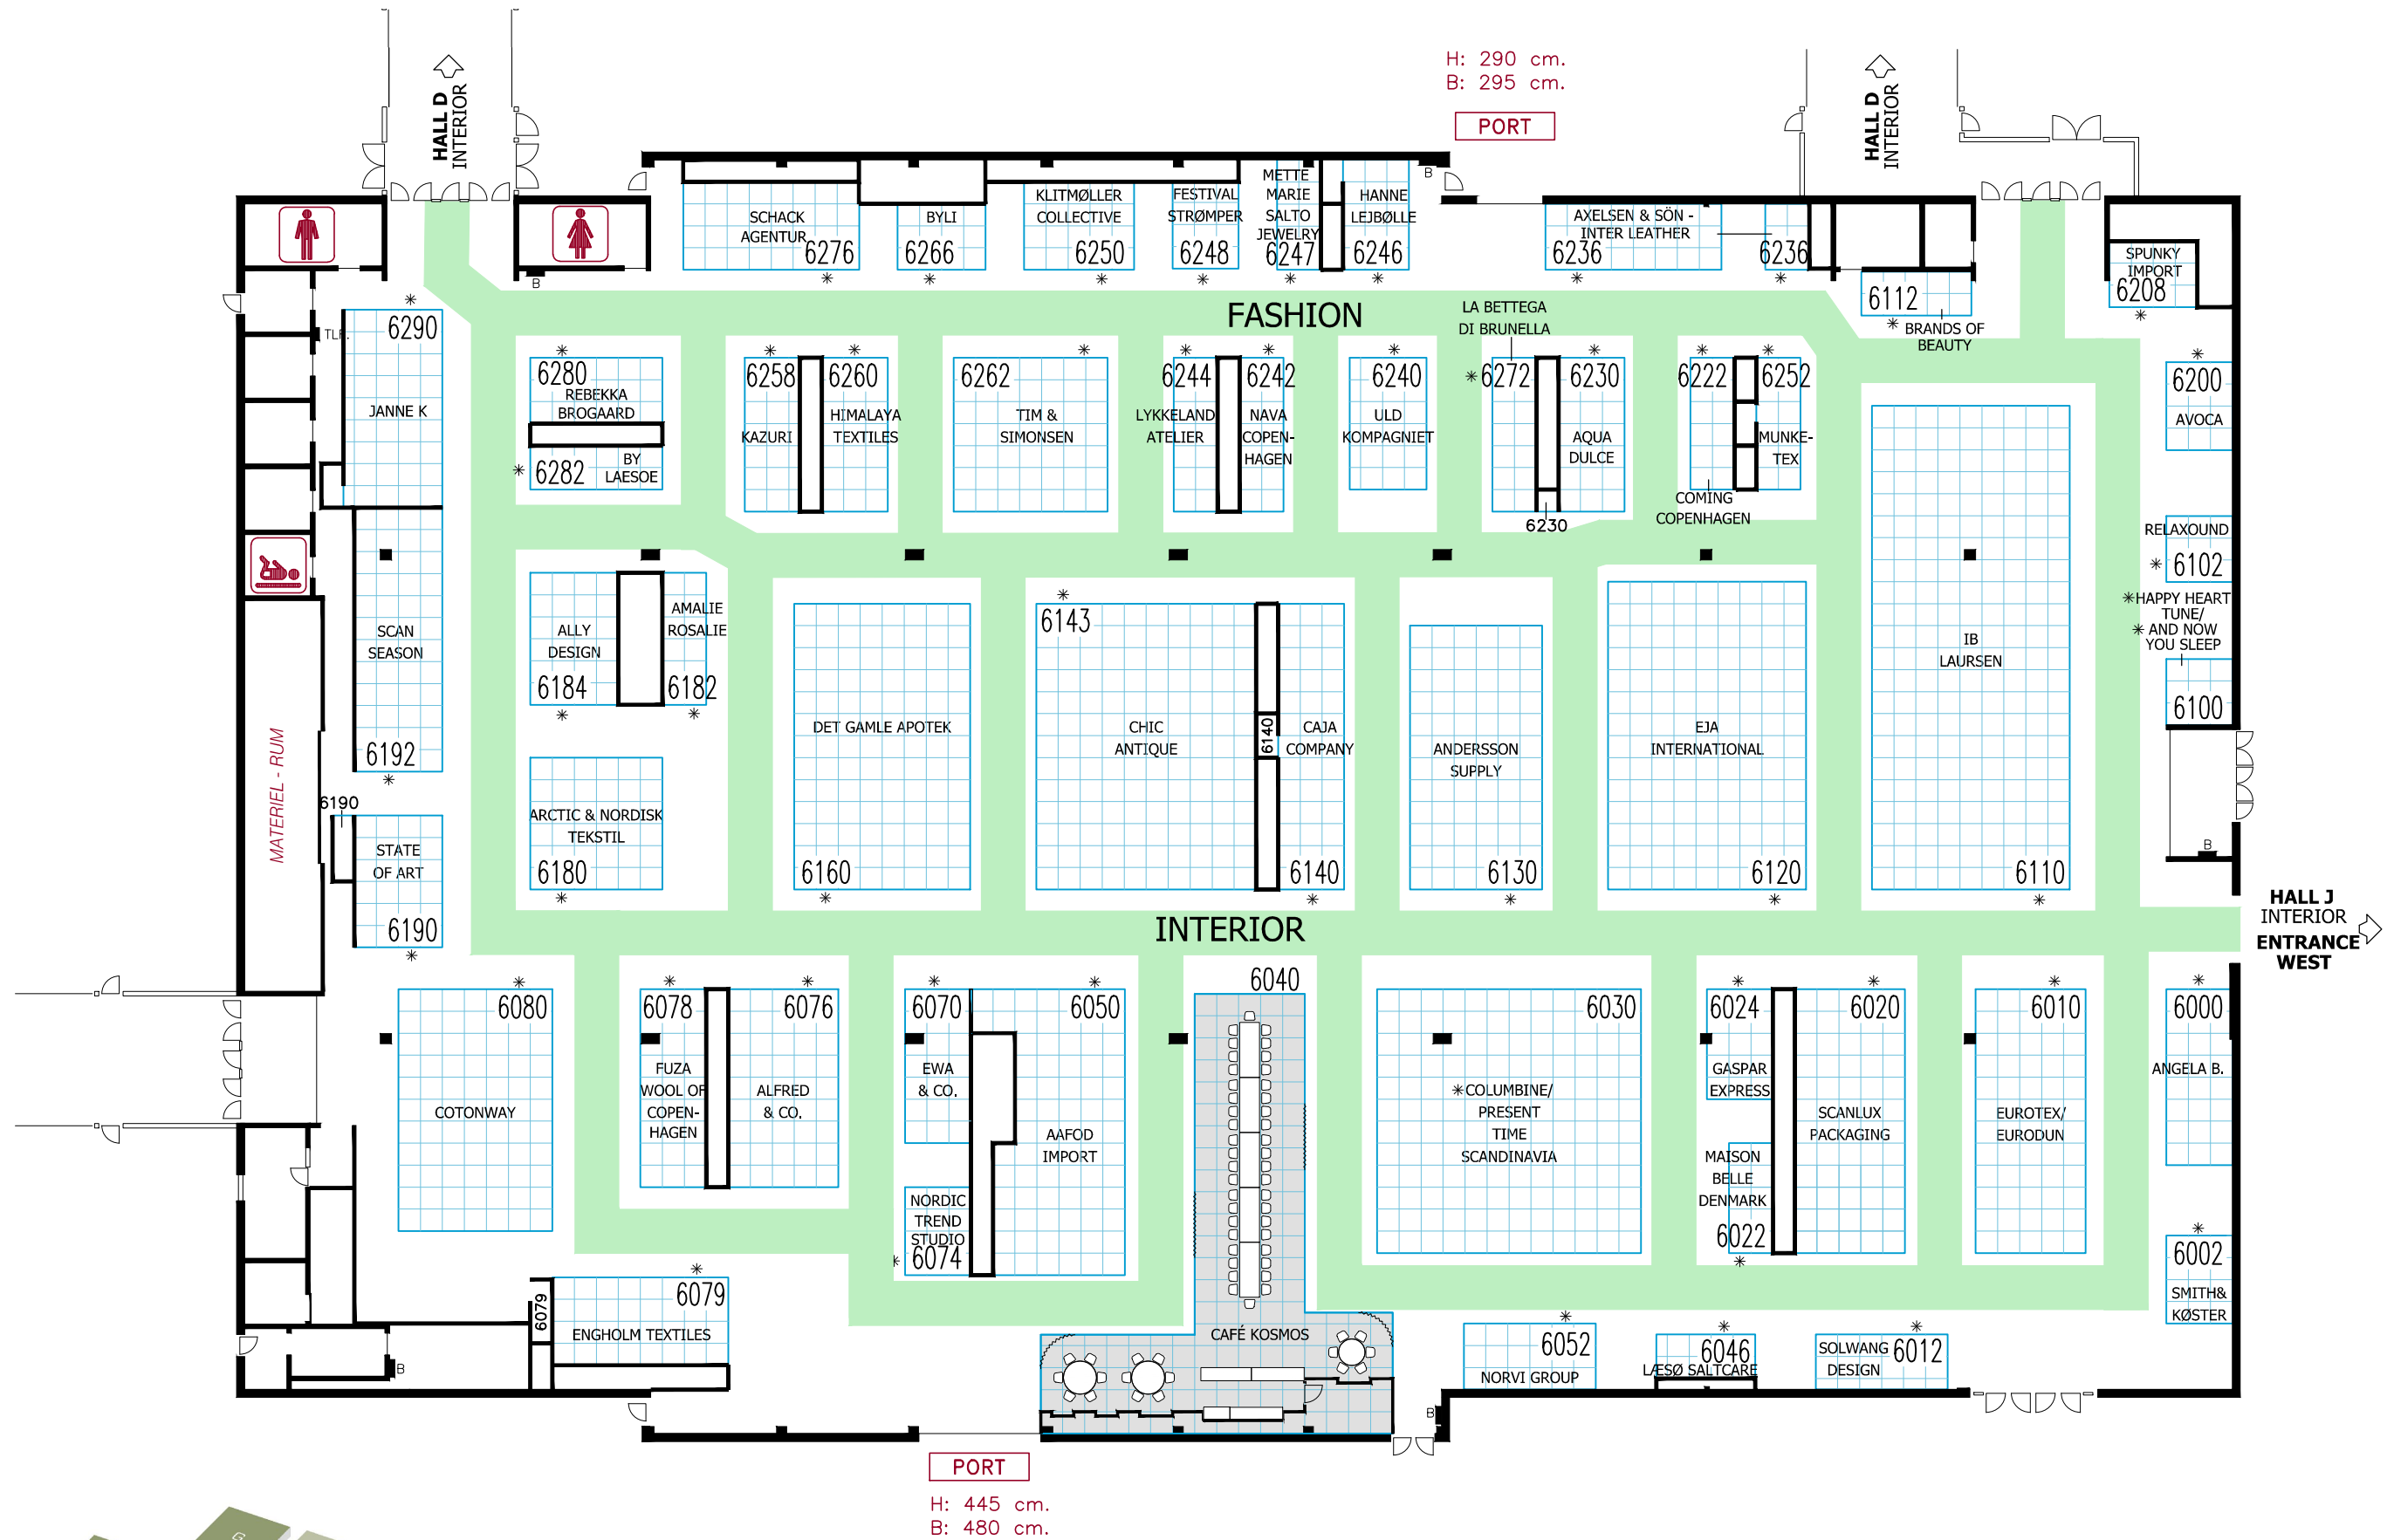 H: 290 cm.
B: 295 cm.
PORT
HALL D
INTERIOR
HALL D
INTERIOR
B
SCHACK
AGENTUR
6276
BYLI
6266
KLITMØLLER
COLLECTIVE
6250
FESTIVAL
STRØMPER
6248
METTE
MARIE
SALTO
JEWELRY
6247
HANNE
LEJBØLLE
6246
B
AXELSEN & SÖN -
INTER LEATHER
6236
6236
6112
BRANDS OF
BEAUTY
SPUNKY
IMPORT
6208
FASHION
TLF.
6290
JANNE K
6280
REBEKKA
BROGAARD
6282
BY
LAESOE
6258
KAZURI
6260
HIMALAYA
TEXTILES
6262
TIM &
SIMONSEN
6244
LYKKELAND
ATELIER
6242
NAVA
COPEN-
HAGEN
6240
ULD
KOMPAGNIET
LA BETTEGA
DI BRUNELLA
6272
6230
AQUA
DULCE
6230
6222
COMING
COPENHAGEN
6252
MUNKE-
TEX
6200
AVOCA
RELAXOUND
6102
HAPPY HEART
TUNE/
AND NOW
YOU SLEEP
6100
SCAN
SEASON
6192
MATERIEL - RUM
ALLY
DESIGN
6184
AMALIE
ROSALIE
6182
DET GAMLE APOTEK
6160
6143
CHIC
ANTIQUE
6140
CAJA
COMPANY
6140
ANDERSSON
SUPPLY
6130
EJA
INTERNATIONAL
6120
IB
LAURSEN
6110
6190
STATE
OF ART
6190
ARCTIC & NORDISK
TEKSTIL
6180
B
INTERIOR
HALL J
INTERIOR
ENTRANCE
WEST
6080
COTONWAY
6078
FUZA
WOOL OF
COPEN-
HAGEN
6076
ALFRED
& CO.
6070
EWA
& CO.
NORDIC
TREND
STUDIO
6074
6050
AAFOD
IMPORT
6040
CAFÉ KOSMOS
6030
COLUMBINE/
PRESENT
TIME
SCANDINAVIA
6024
GASPAR
EXPRESS
MAISON
BELLE
DENMARK
6022
6020
SCANLUX
PACKAGING
6010
EUROTEX/
EURODUN
6000
ANGELA B.
6002
SMITH&
KØSTER
6079
6079
ENGHOLM TEXTILES
B
B
6052
NORVI GROUP
6046
LÆSØ SALTCARE
SOLWANG
DESIGN
6012
PORT
H: 445 cm.
B: 480 cm.
G